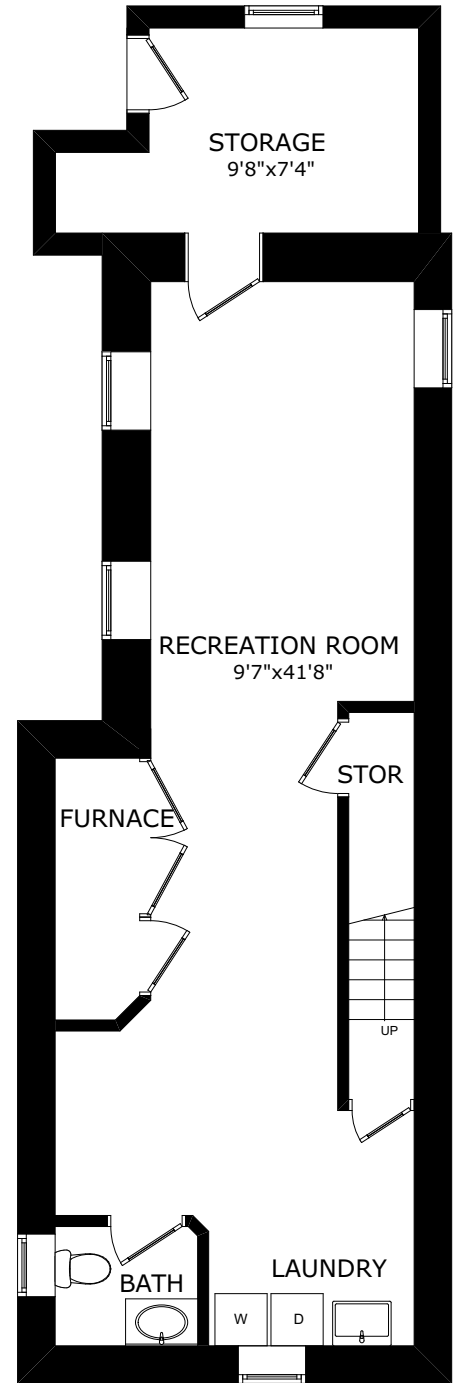 STORAGE
9'8"x7'4"
RECREATION ROOM
9'7"x41'8"
STOR
FURNACE
UP
LAUNDRY
BATH
W
D